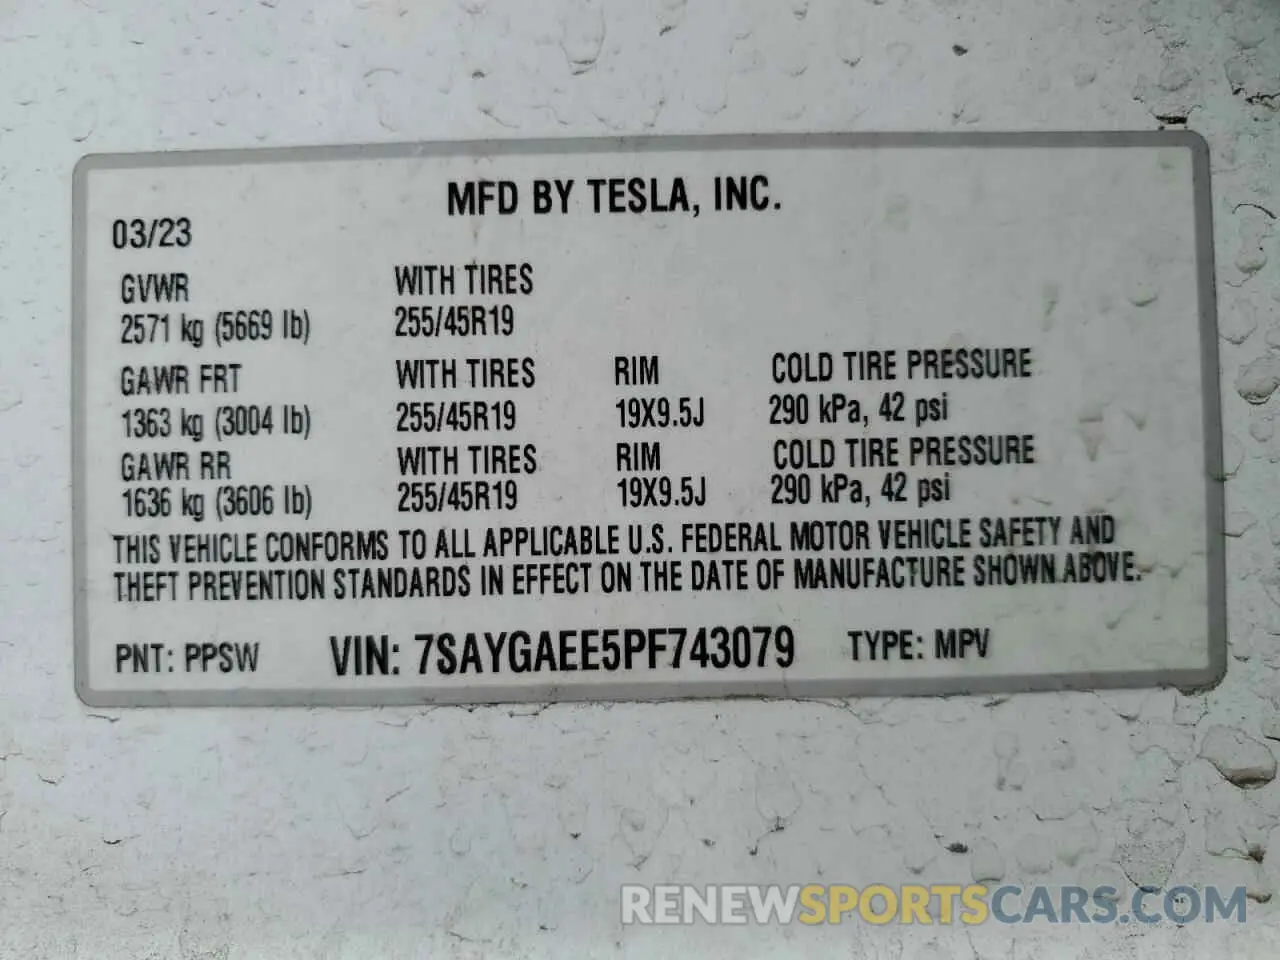 MFD BY TESLA, INC.
03/23
GVWR WITH TIRES
2571 kg (5669 lb) 255/45R19
GAWR FRT WITH TIRES RIM COLD TIRE PRESSURE
1363 kg (3004 lb) 255/45R19 19X9.5J 290 kPa, 42 psi
GAWR RR WITH TIRES RIM COLD TIRE PRESSURE
1636 kg (3606 lb) 255/45R19 19X9.5J 290 kPa, 42 psi
THIS VEHICLE CONFORMS TO ALL APPLICABLE U.S. FEDERAL MOTOR VEHICLE SAFETY AND
THEFT PREVENTION STANDARDS IN EFFECT ON THE DATE OF MANUFACTURE SHOWN ABOVE.
PNT: PPSW VIN: 7SAYGAEE5PF743079 TYPE: MPV
RENEWSPORTSCARS.COM